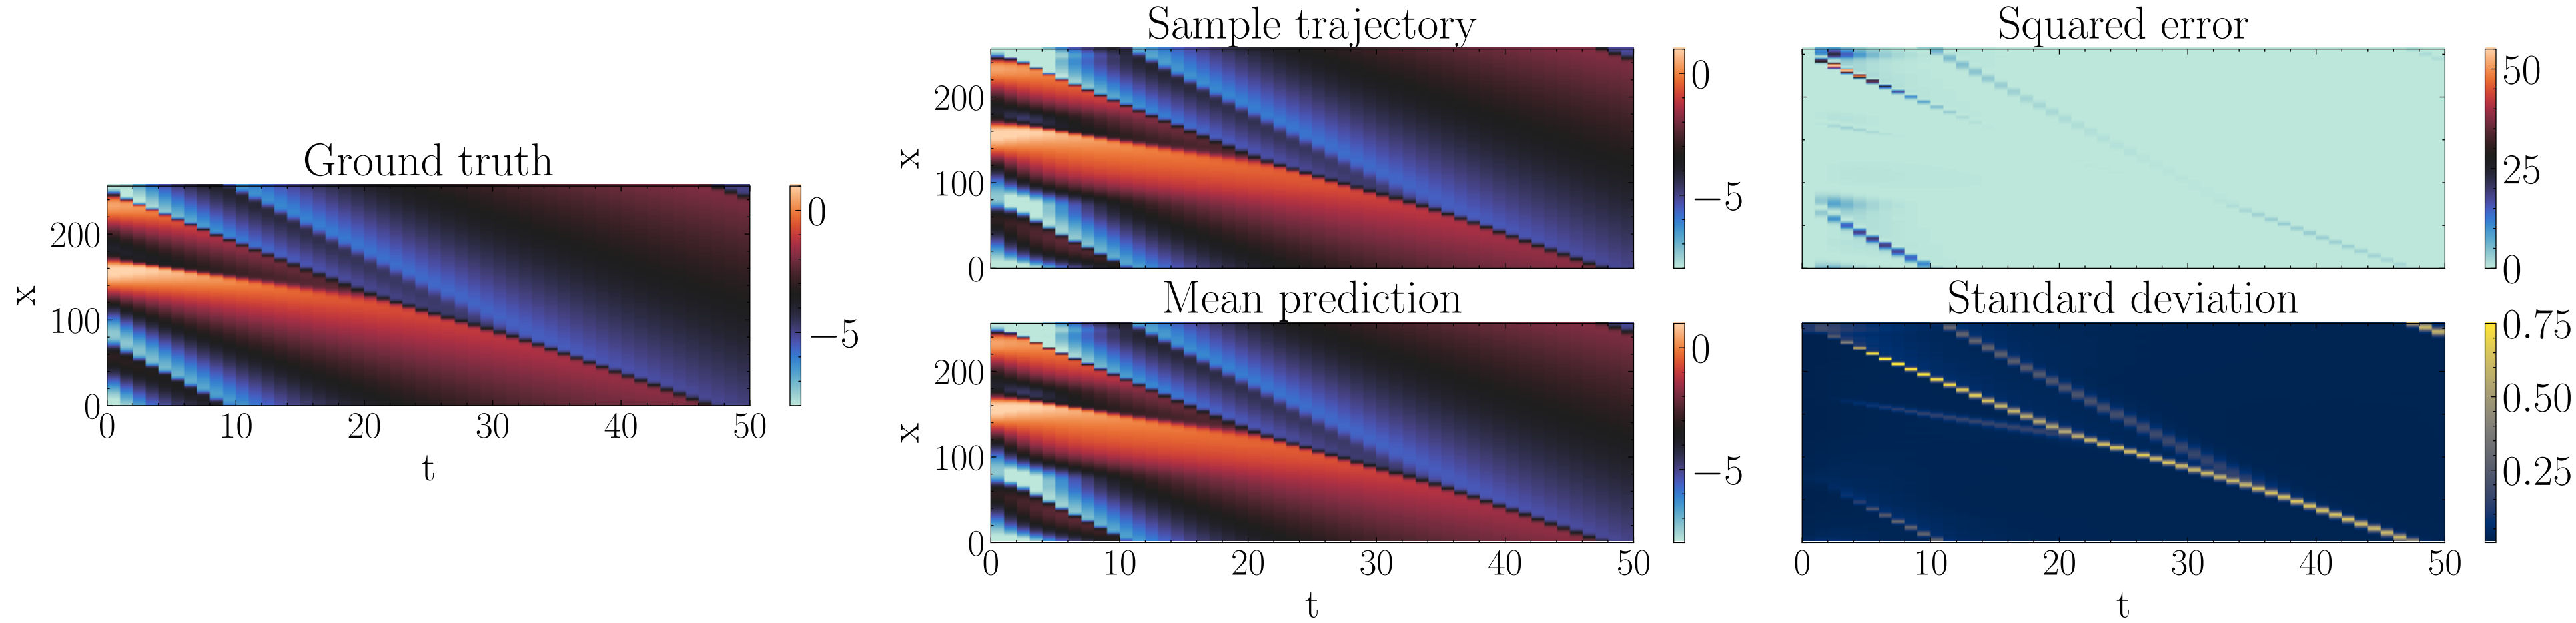 Ground truth
x
200
100
0
0 10 20 30 40 50
t
0
−5
Sample trajectory
x
200
100
0
0
−5
Mean prediction
x
200
100
0
0 10 20 30 40 50
t
0
−5
Squared error
50
25
0
Standard deviation
0 10 20 30 40 50
t
0.75
0.50
0.25